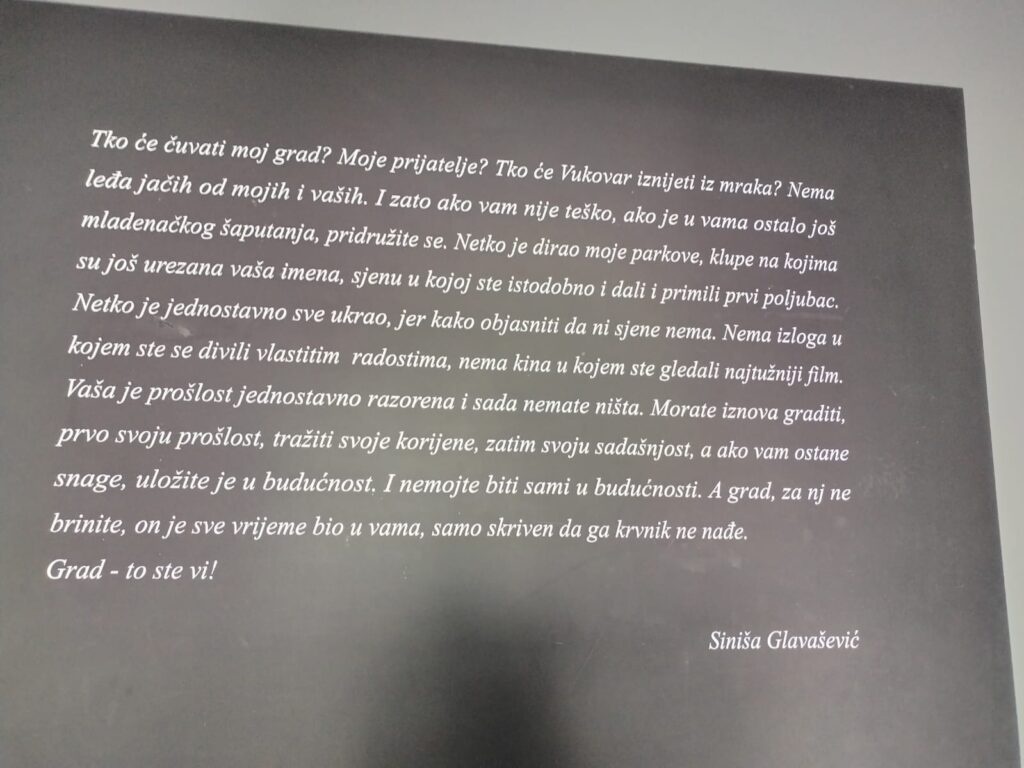 Tko će čuvati moj grad? Moje prijatelje? Tko će Vukovar iznijeti iz mraka? Nema
leđa jačih od mojih i vaših. I zato ako vam nije teško, ako je u vama ostalo još
mladenačkog šaputanja, pridružite se. Netko je dirao moje parkove, klupe na kojima
su još urezana vaša imena, sjenu u kojoj ste istodobno i dali i primili prvi poljubac.
Netko je jednostavno sve ukrao, jer kako objasniti da ni sjene nema. Nema izloga u
kojem ste se divili vlastitim radostima, nema kina u kojem ste gledali najtužniji film.
Vaša je prošlost jednostavno razorena i sada nemate ništa. Morate iznova graditi,
prvo svoju prošlost, tražiti svoje korijene, zatim svoju sadašnjost, a ako vam ostane
snage, uložite je u budućnost. I nemojte biti sami u budućnosti. A grad, za nj ne
brinite, on je sve vrijeme bio u vama, samo skriven da ga krvnik ne nađe.
Grad - to ste vi!
Siniša Glavašević